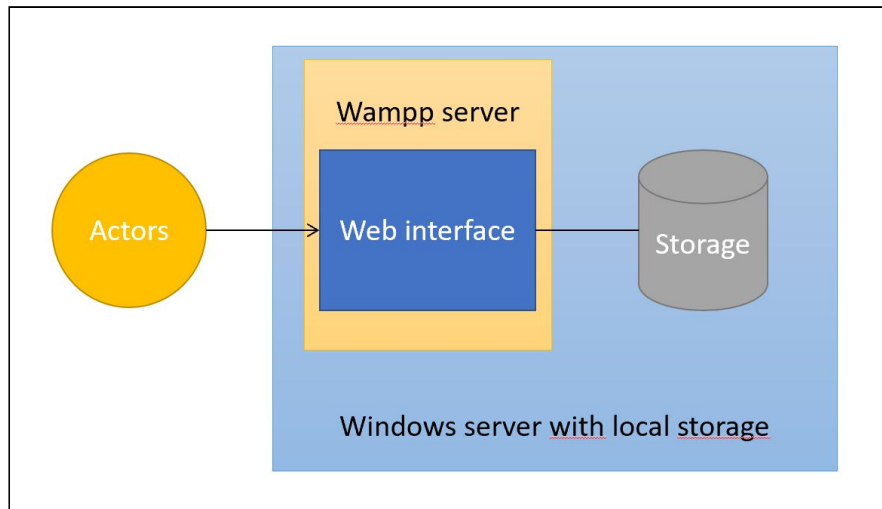 Wampp server
Actors
Web interface
Storage
Windows server with local storage